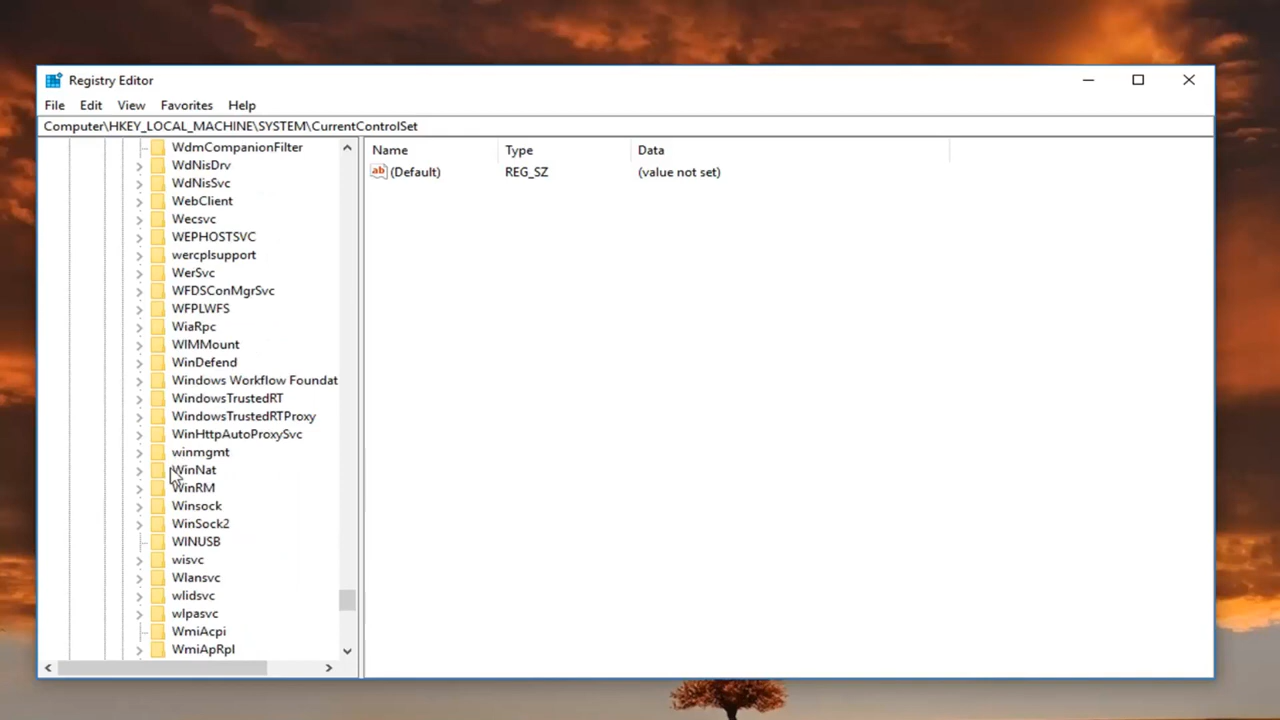 Registry Editor
File Edit View Favorites Help
Computer\HKEY_LOCAL_MACHINE\SYSTEM\CurrentControlSet
Name Type Data
ab (Default) REG_SZ (value not set)
WdmCompanionFilter
WdNisDrv
WdNisSvc
WebClient
Wecsvc
WEPHOSTSVC
wercplsupport
WerSvc
WFDSConMgrSvc
WFPLWFS
WiaRpc
WIMMount
WinDefend
Windows Workflow Foundat
WindowsTrustedRT
WindowsTrustedRTProxy
WinHttpAutoProxySvc
winmgmt
WinNat
WinRM
Winsock
WinSock2
WINUSB
wisvc
Wlansvc
wlidsvc
wlpasvc
WmiAcpi
WmiApRpl